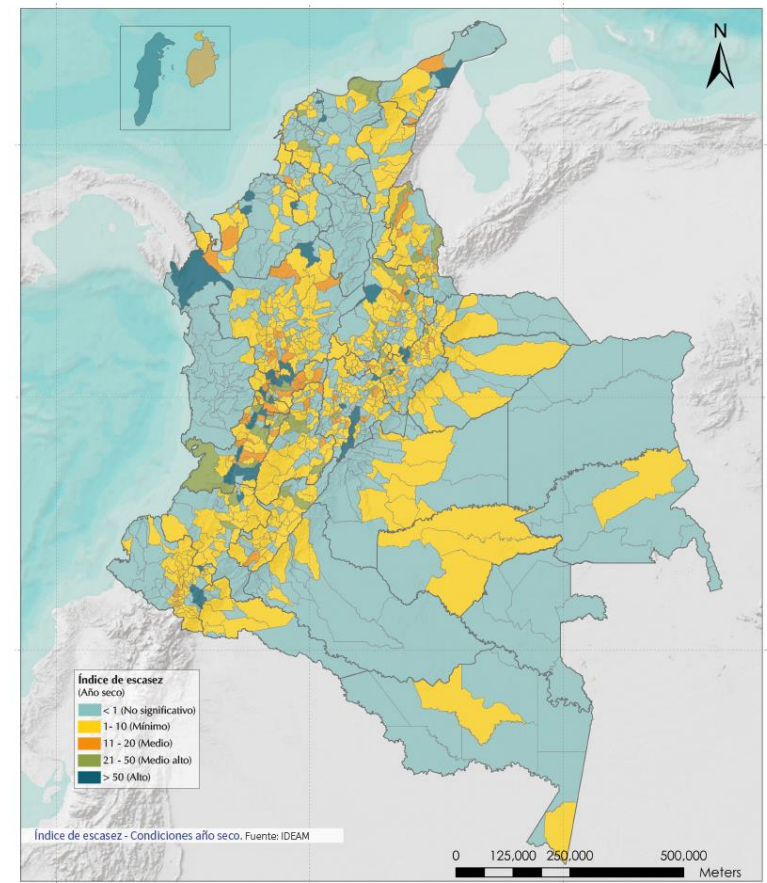 N
Índice de escasez
(Año seco)
< 1 (No significativo)
1- 10 (Mínimo)
11 - 20 (Medio)
21 - 50 (Medio alto)
> 50 (Alto)
Índice de escasez - Condiciones año seco. Fuente: IDEAM
0 125,000 250,000 500,000
Meters